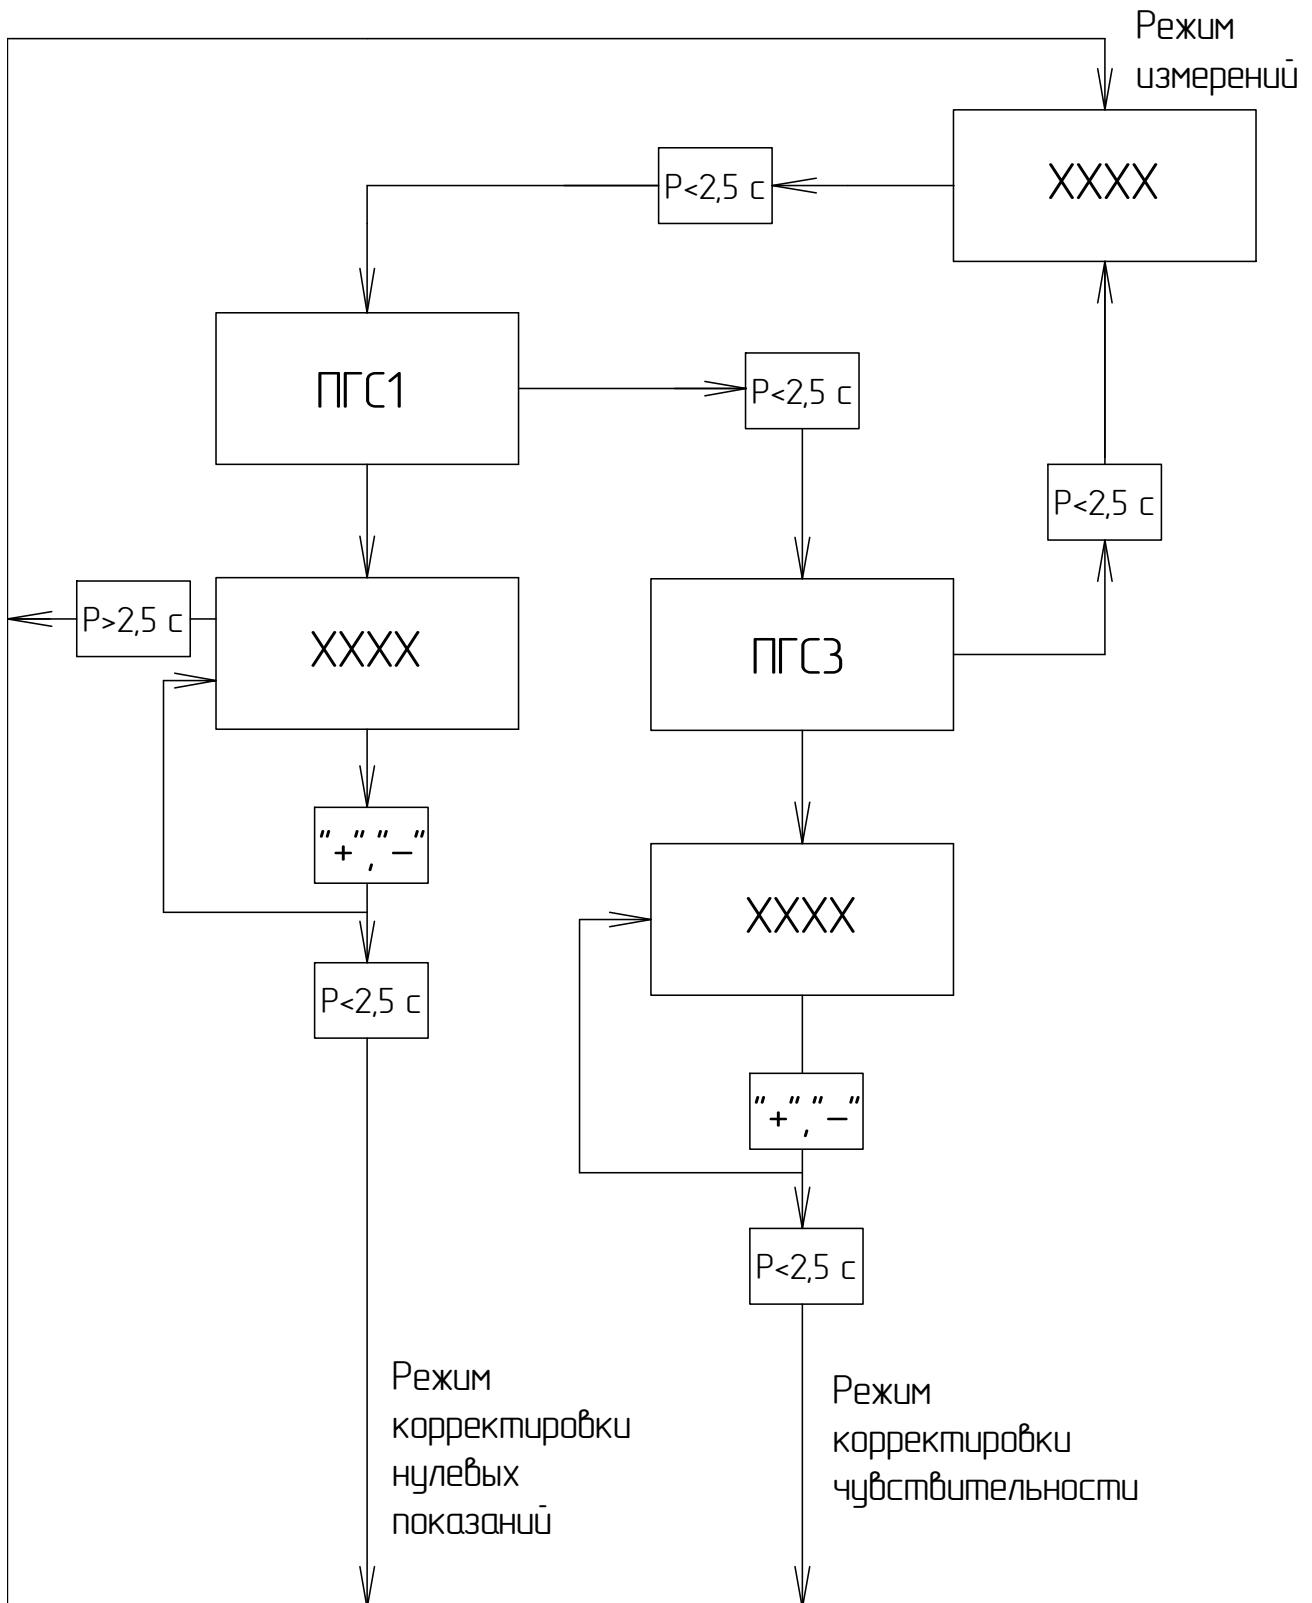 Режим
измерений
XXXX
P<2,5 с
ПГС1
P<2,5 с
P<2,5 с
P>2,5 с
XXXX
ПГС3
"+","−"
XXXX
P<2,5 с
"+","−"
P<2,5 с
Режим
корректировки
нулевых
показаний
Режим
корректировки
чувствительности